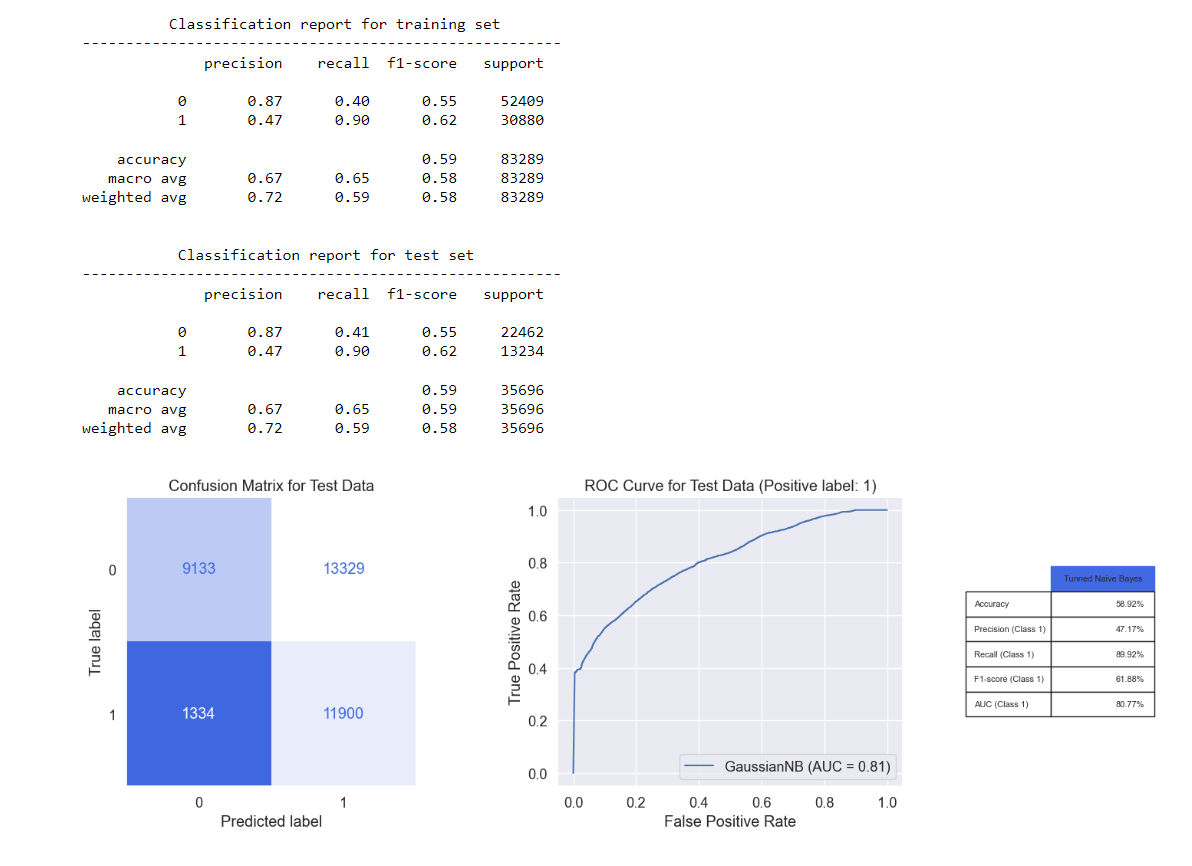 Classification report for training set
-------------------------------------------------------
precision recall f1-score support
0 0.87 0.40 0.55 52409
1 0.47 0.90 0.62 30880
accuracy 0.59 83289
macro avg 0.67 0.65 0.58 83289
weighted avg 0.72 0.59 0.58 83289
Classification report for test set
-------------------------------------------------------
precision recall f1-score support
0 0.87 0.41 0.55 22462
1 0.47 0.90 0.62 13234
accuracy 0.59 35696
macro avg 0.67 0.65 0.59 35696
weighted avg 0.72 0.59 0.58 35696
Confusion Matrix for Test Data
True label
0 9133 13329
1 1334 11900
0 1
Predicted label
ROC Curve for Test Data (Positive label: 1)
True Positive Rate
1.0
0.8
0.6
0.4
0.2
0.0
GaussianNB (AUC = 0.81)
0.0 0.2 0.4 0.6 0.8 1.0
False Positive Rate
Tunned Naive Bayes
Accuracy 58.92%
Precision (Class 1) 47.17%
Recall (Class 1) 89.92%
F1-score (Class 1) 61.88%
AUC (Class 1) 80.77%